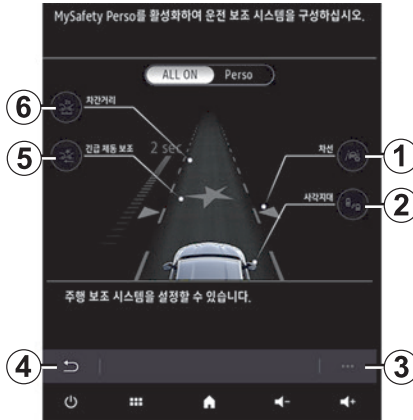 MySafety Perso를 활성화하여 운전 보조 시스템을 구성하십시오.
ALL ON Perso
6 차간거리
5 긴급 제동 보조
2 sec
차선 1
사각지대 2
주행 보조 시스템을 설정할 수 있습니다.
4
... 3